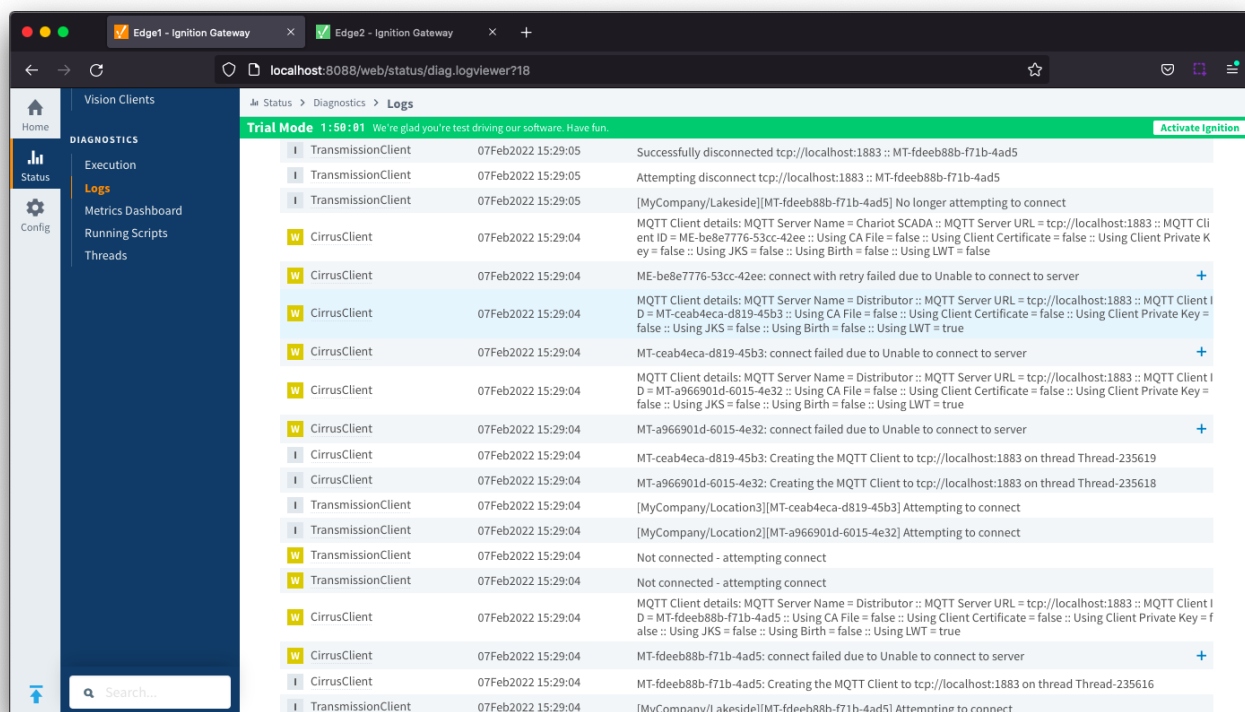 Edge1 - Ignition Gateway
Edge2 - Ignition Gateway
localhost:8088/web/status/diag.logviewer?18
Home
Status
Config
Vision Clients
DIAGNOSTICS
Execution
Logs
Metrics Dashboard
Running Scripts
Threads
Search...
Status > Diagnostics > Logs
Trial Mode 1:50:01 We're glad you're test driving our software. Have fun. Activate Ignition
I TransmissionClient 07Feb2022 15:29:05 Successfully disconnected tcp://localhost:1883 :: MT-fdeeb88b-f71b-4ad5
I TransmissionClient 07Feb2022 15:29:05 Attempting disconnect tcp://localhost:1883 :: MT-fdeeb88b-f71b-4ad5
I TransmissionClient 07Feb2022 15:29:05 [MyCompany/Lakeside][MT-fdeeb88b-f71b-4ad5] No longer attempting to connect
W CirrusClient 07Feb2022 15:29:04 MQTT Client details: MQTT Server Name = Chariot SCADA :: MQTT Server URL = tcp://localhost:1883 :: MQTT Cli
ent ID = ME-be8e7776-53cc-42ee :: Using CA File = false :: Using Client Certificate = false :: Using Client Private K
ey = false :: Using JKS = false :: Using Birth = false :: Using LWT = false
W CirrusClient 07Feb2022 15:29:04 ME-be8e7776-53cc-42ee: connect with retry failed due to Unable to connect to server +
W CirrusClient 07Feb2022 15:29:04 MQTT Client details: MQTT Server Name = Distributor :: MQTT Server URL = tcp://localhost:1883 :: MQTT Client I
D = MT-ceab4eca-d819-45b3 :: Using CA File = false :: Using Client Certificate = false :: Using Client Private Key =
false :: Using JKS = false :: Using Birth = false :: Using LWT = true
W CirrusClient 07Feb2022 15:29:04 MT-ceab4eca-d819-45b3: connect failed due to Unable to connect to server +
W CirrusClient 07Feb2022 15:29:04 MQTT Client details: MQTT Server Name = Distributor :: MQTT Server URL = tcp://localhost:1883 :: MQTT Client I
D = MT-a966901d-6015-4e32 :: Using CA File = false :: Using Client Certificate = false :: Using Client Private Key =
false :: Using JKS = false :: Using Birth = false :: Using LWT = true
W CirrusClient 07Feb2022 15:29:04 MT-a966901d-6015-4e32: connect failed due to Unable to connect to server +
I CirrusClient 07Feb2022 15:29:04 MT-ceab4eca-d819-45b3: Creating the MQTT Client to tcp://localhost:1883 on thread Thread-235619
I CirrusClient 07Feb2022 15:29:04 MT-a966901d-6015-4e32: Creating the MQTT Client to tcp://localhost:1883 on thread Thread-235618
I TransmissionClient 07Feb2022 15:29:04 [MyCompany/Location3][MT-ceab4eca-d819-45b3] Attempting to connect
I TransmissionClient 07Feb2022 15:29:04 [MyCompany/Location2][MT-a966901d-6015-4e32] Attempting to connect
W TransmissionClient 07Feb2022 15:29:04 Not connected - attempting connect
W TransmissionClient 07Feb2022 15:29:04 Not connected - attempting connect
W CirrusClient 07Feb2022 15:29:04 MQTT Client details: MQTT Server Name = Distributor :: MQTT Server URL = tcp://localhost:1883 :: MQTT Client I
D = MT-fdeeb88b-f71b-4ad5 :: Using CA File = false :: Using Client Certificate = false :: Using Client Private Key = f
alse :: Using JKS = false :: Using Birth = false :: Using LWT = true
W CirrusClient 07Feb2022 15:29:04 MT-fdeeb88b-f71b-4ad5: connect failed due to Unable to connect to server +
I CirrusClient 07Feb2022 15:29:04 MT-fdeeb88b-f71b-4ad5: Creating the MQTT Client to tcp://localhost:1883 on thread Thread-235616
I TransmissionClient 07Feb2022 15:29:04 [MyCompany/Lakeside][MT-fdeeb88b-f71b-4ad5] Attempting to connect